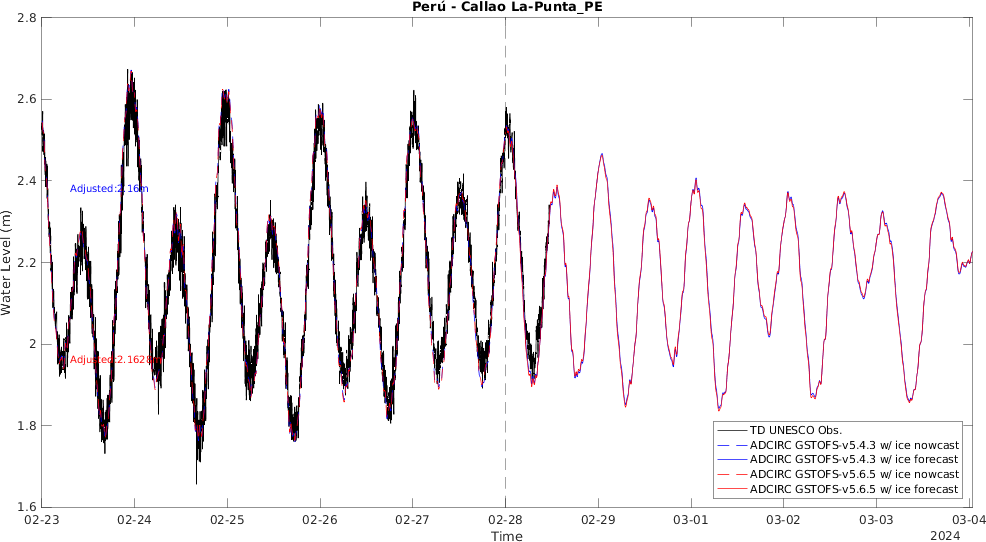 Perú - Callao La-Punta_PE
2.8
2.6
2.4
2.2
2
1.8
1.6
Water Level (m)
Adjusted:2.16m
Adjusted:2.1628m
TD UNESCO Obs.
ADCIRC GSTOFS-v5.4.3 w/ ice nowcast
ADCIRC GSTOFS-v5.4.3 w/ ice forecast
ADCIRC GSTOFS-v5.6.5 w/ ice nowcast
ADCIRC GSTOFS-v5.6.5 w/ ice forecast
02-23 02-24 02-25 02-26 02-27 02-28 02-29 03-01 03-02 03-03 03-04
Time
2024